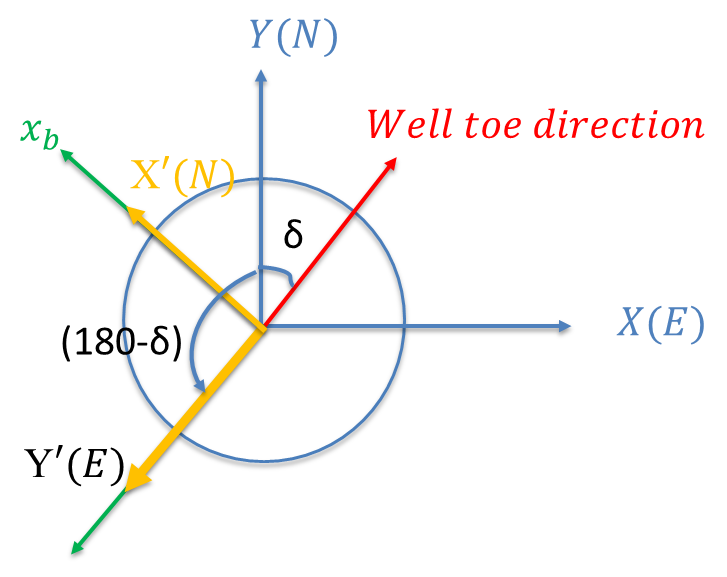 Y(N)
Well toe direction
x_b
X′(N)
δ
X(E)
(180-δ)
Y′(E)